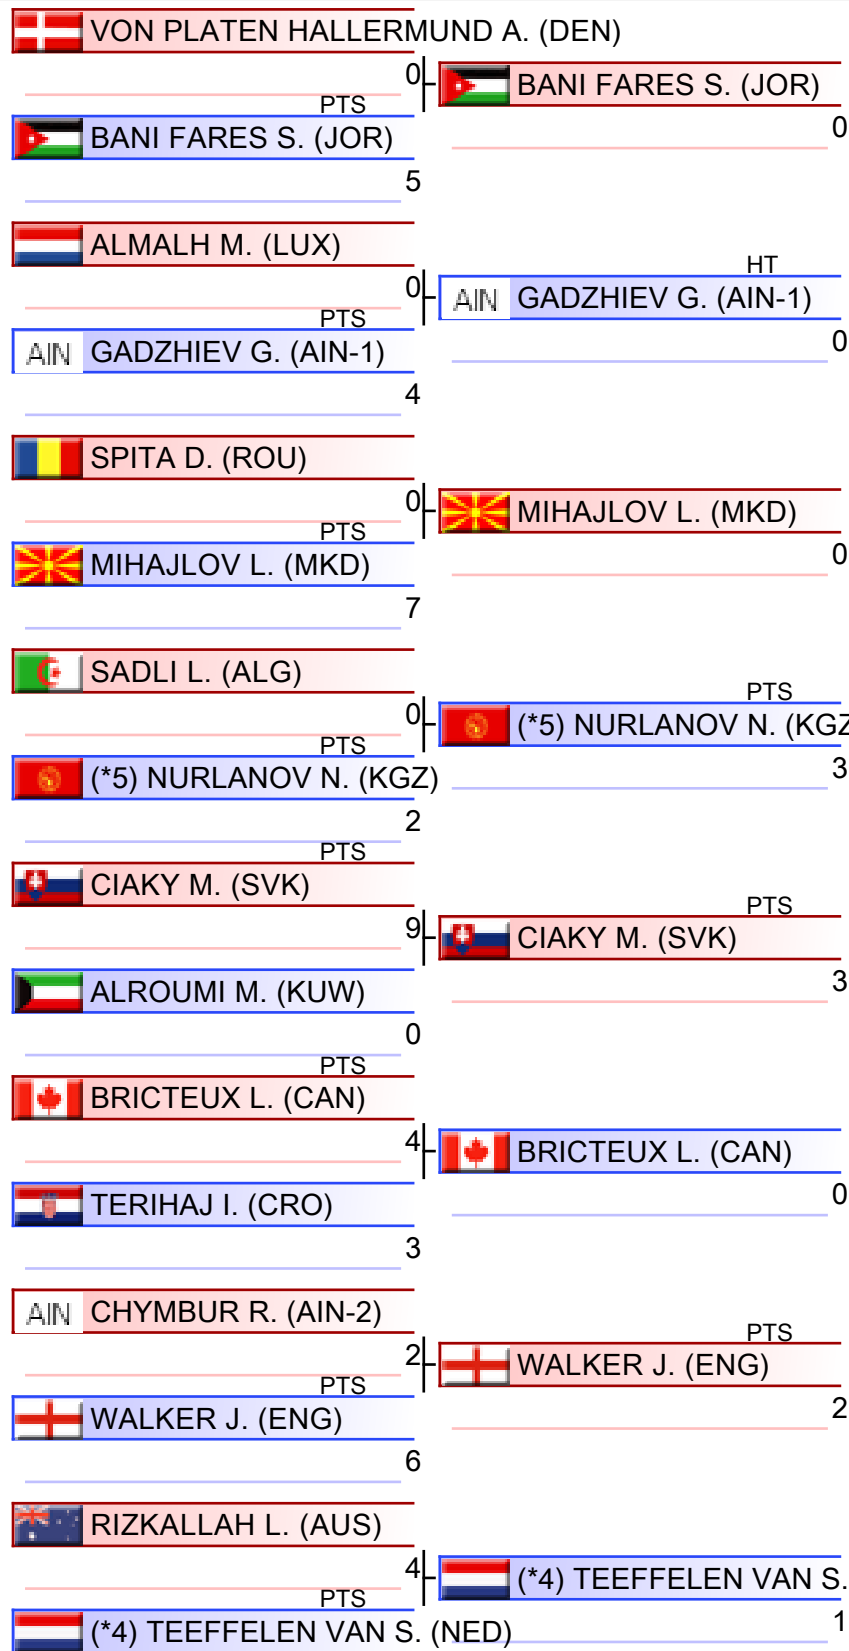 VON PLATEN HALLERMUND A. (DEN)
0
BANI FARES S. (JOR)
0
PTS
BANI FARES S. (JOR)
5
ALMALH M. (LUX)
0
HT
AIN GADZHIEV G. (AIN-1)
0
PTS
AIN GADZHIEV G. (AIN-1)
4
SPITA D. (ROU)
0
MIHAJLOV L. (MKD)
0
PTS
MIHAJLOV L. (MKD)
7
SADLI L. (ALG)
0
PTS
(*5) NURLANOV N. (KGZ
3
PTS
(*5) NURLANOV N. (KGZ)
2
PTS
CIAKY M. (SVK)
9
PTS
CIAKY M. (SVK)
3
ALROUMI M. (KUW)
0
PTS
BRICTEUX L. (CAN)
4
BRICTEUX L. (CAN)
0
TERIHAJ I. (CRO)
3
AIN CHYMBUR R. (AIN-2)
2
PTS
WALKER J. (ENG)
2
PTS
WALKER J. (ENG)
6
RIZKALLAH L. (AUS)
4
(*4) TEEFFELEN VAN S.
1
PTS
(*4) TEEFFELEN VAN S. (NED)